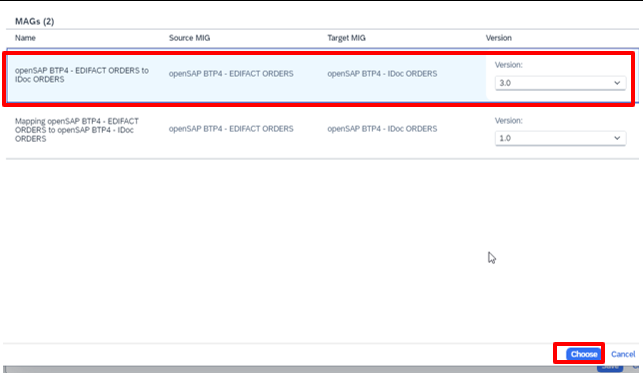 MAGs (2)
Name Source MIG Target MIG Version
openSAP BTP4 - EDIFACT ORDERS to
IDoc ORDERS
openSAP BTP4 - EDIFACT ORDERS
openSAP BTP4 - IDoc ORDERS
Version:
3.0
Mapping openSAP BTP4 - EDIFACT
ORDERS to openSAP BTP4 - IDoc
ORDERS
openSAP BTP4 - EDIFACT ORDERS
openSAP BTP4 - IDoc ORDERS
Version:
1.0
Choose Cancel